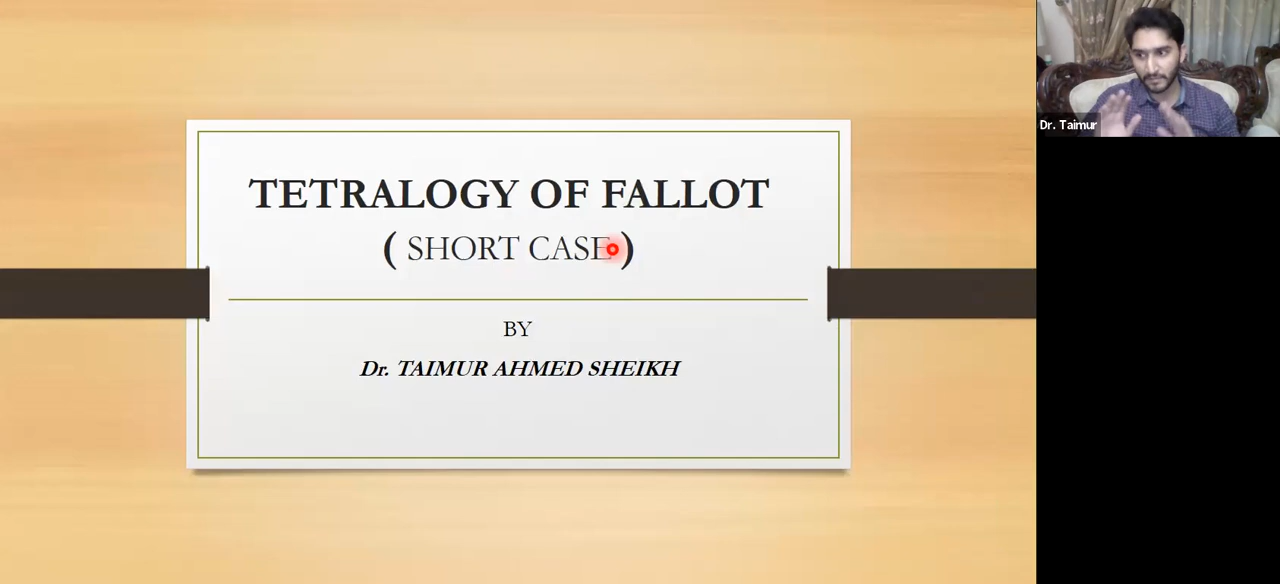 TETRALOGY OF FALLOT
( SHORT CASE )
BY
Dr. TAIMUR AHMED SHEIKH
Dr. Taimur